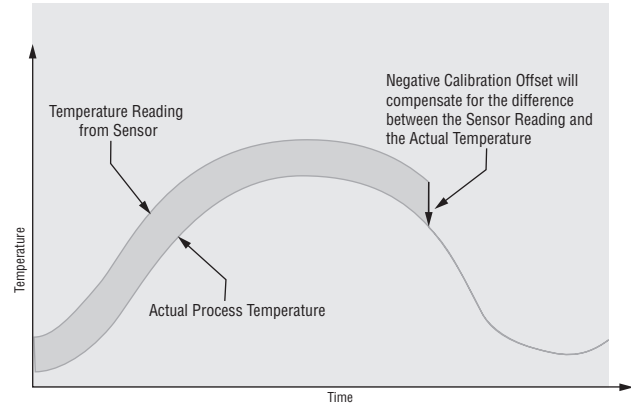 Negative Calibration Offset will
compensate for the difference
between the Sensor Reading and
the Actual Temperature
Temperature Reading
from Sensor
Temperature
Actual Process Temperature
Time